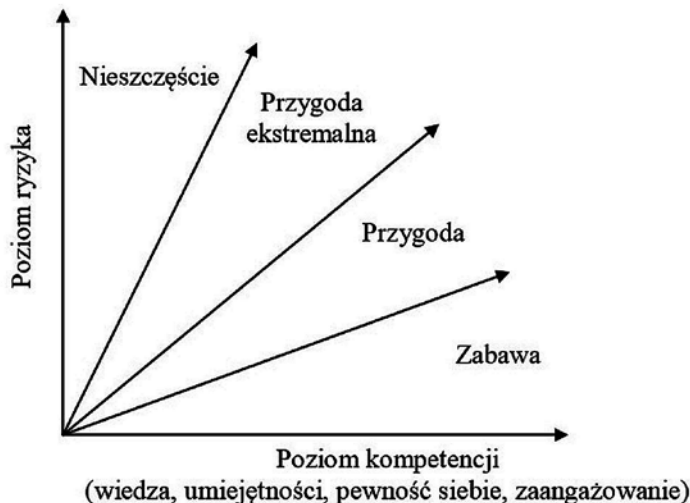 Nieszczęście
Przygoda
ekstremalna
Przygoda
Zabawa
Poziom ryzyka
Poziom kompetencji
(wiedza, umiejętności, pewność siebie, zaangażowanie)